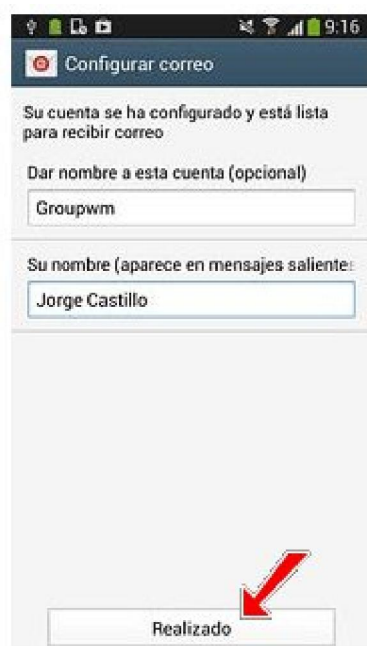 9:16
Configurar correo
Su cuenta se ha configurado y está lista
para recibir correo
Dar nombre a esta cuenta (opcional)
Groupwm
Su nombre (aparece en mensajes saliente
Jorge Castillo
Realizado